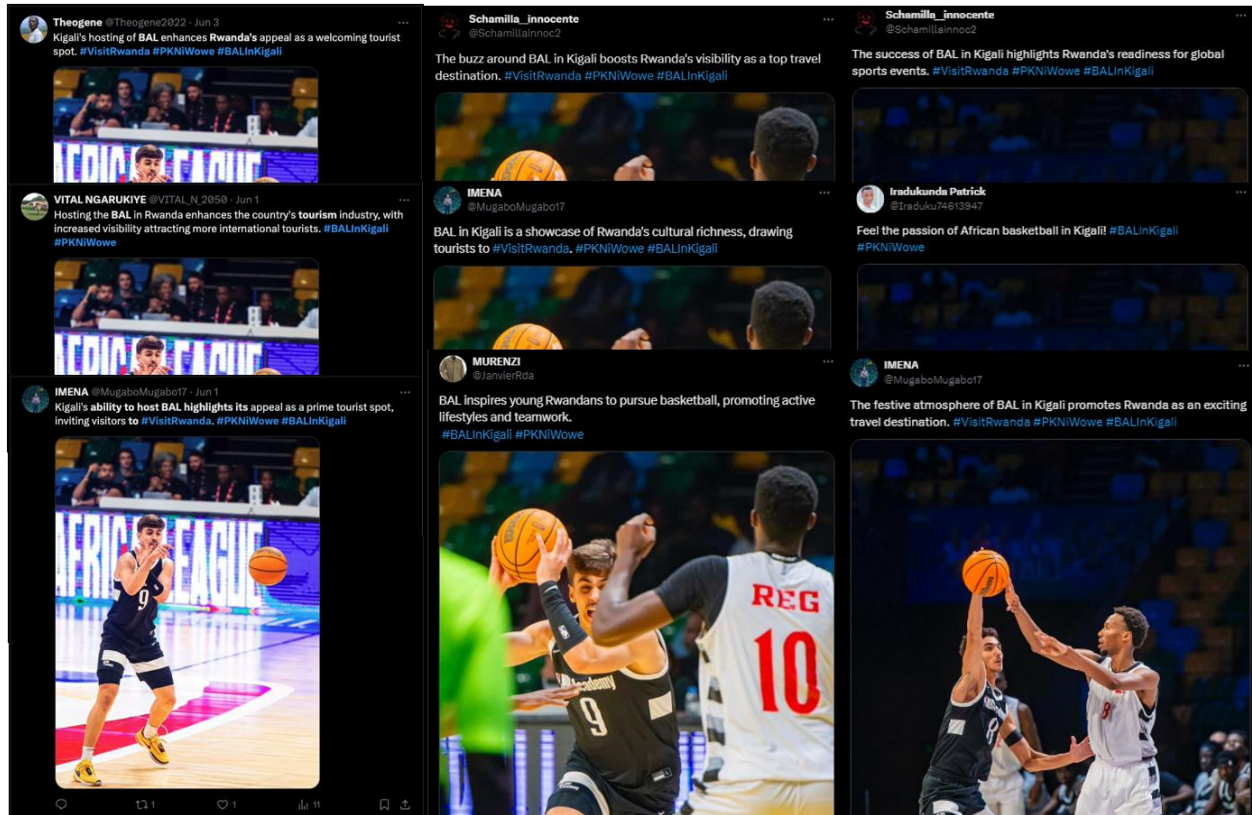 Theogene @Theogene2022 · Jun 3
Kigali's hosting of BAL enhances Rwanda's appeal as a welcoming tourist
spot. #VisitRwanda #PKNiWowe #BALInKigali
AFRIC LEAGUE
VITAL NGARUKIYE @VITAL_N_2050 · Jun 1
Hosting the BAL in Rwanda enhances the country's tourism industry, with
increased visibility attracting more international tourists. #BALInKigali
#PKNiWowe
AFRIC LEAGUE
IMENA @MugaboMugabo17 · Jun 1
Kigali's ability to host BAL highlights its appeal as a prime tourist spot,
inviting visitors to #VisitRwanda. #PKNiWowe #BALInKigali
AFRIC LEAGUE
9
1
1
11
Schamilla_innocente
@Schamillainnoc2
The buzz around BAL in Kigali boosts Rwanda's visibility as a top travel
destination. #VisitRwanda #PKNiWowe #BALInKigali
IMENA
@MugaboMugabo17
BAL in Kigali is a showcase of Rwanda's cultural richness, drawing
tourists to #VisitRwanda. #PKNiWowe #BALInKigali
MURENZI
@JanvierRda
BAL inspires young Rwandans to pursue basketball, promoting active
lifestyles and teamwork.
#BALInKigali #PKNiWowe
REG
10
Academy
9
Schamilla_innocente
@Schamillainnoc2
The success of BAL in Kigali highlights Rwanda's readiness for global
sports events. #VisitRwanda #PKNiWowe #BALInKigali
Iradukunda Patrick
@Iraduku74613947
Feel the passion of African basketball in Kigali! #BALInKigali
#PKNiWowe
IMENA
@MugaboMugabo17
The festive atmosphere of BAL in Kigali promotes Rwanda as an exciting
travel destination. #VisitRwanda #PKNiWowe #BALInKigali
8
8